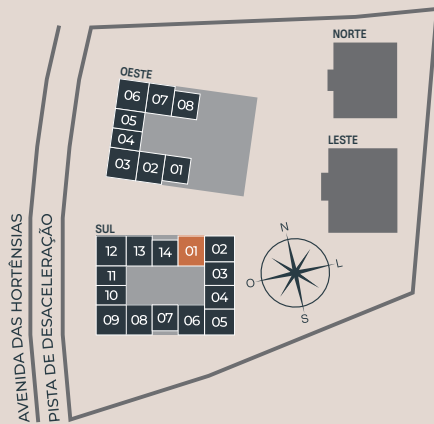 NORTE
OESTE
06 07 08
05
04
03 02 01
LESTE
SUL
12 13 14 01 02
11 03
10 04
09 08 07 06 05
N
L
O
S
AVENIDA DAS HORTÊNSIAS
PISTA DE DESACELERAÇÃO